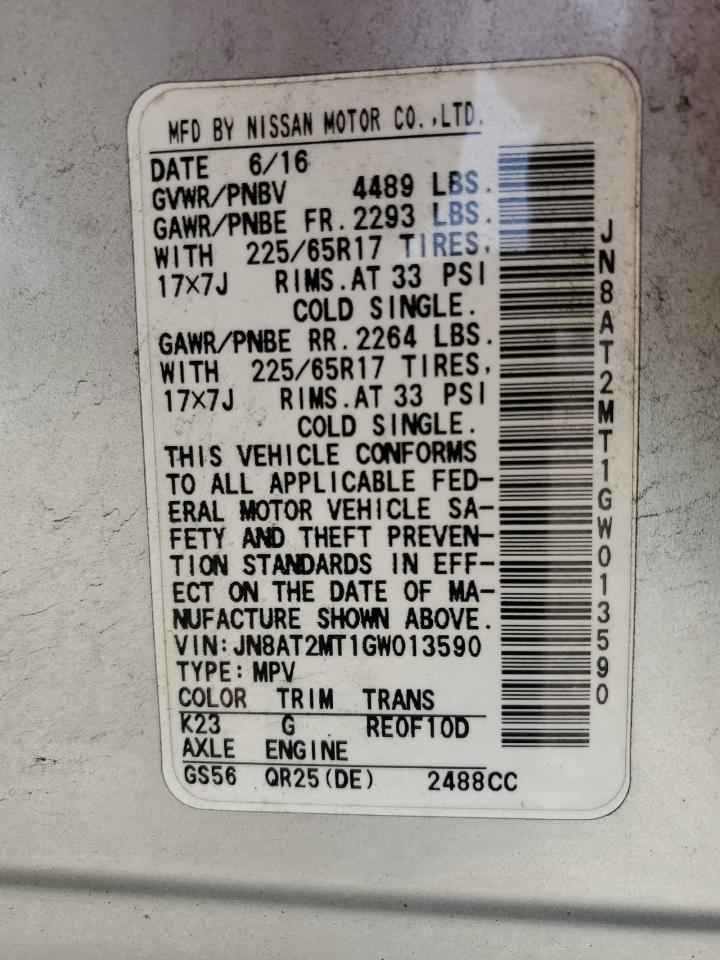 MFD BY NISSAN MOTOR CO.,LTD.
DATE 6/16
GVWR/PNBV 4489 LBS.
GAWR/PNBE FR.2293 LBS.
WITH 225/65R17 TIRES,
17×7J RIMS.AT 33 PSI
COLD SINGLE.
GAWR/PNBE RR.2264 LBS.
WITH 225/65R17 TIRES,
17×7J RIMS.AT 33 PSI
COLD SINGLE.
THIS VEHICLE CONFORMS
TO ALL APPLICABLE FED-
ERAL MOTOR VEHICLE SA-
FETY AND THEFT PREVEN-
TION STANDARDS IN EFF-
ECT ON THE DATE OF MA-
NUFACTURE SHOWN ABOVE.
VIN:JN8AT2MT1GW013590
TYPE:MPV
COLOR TRIM TRANS
K23 G RE0F10D
AXLE ENGINE
GS56 QR25(DE) 2488CC
JN8AT2MT1GW013590